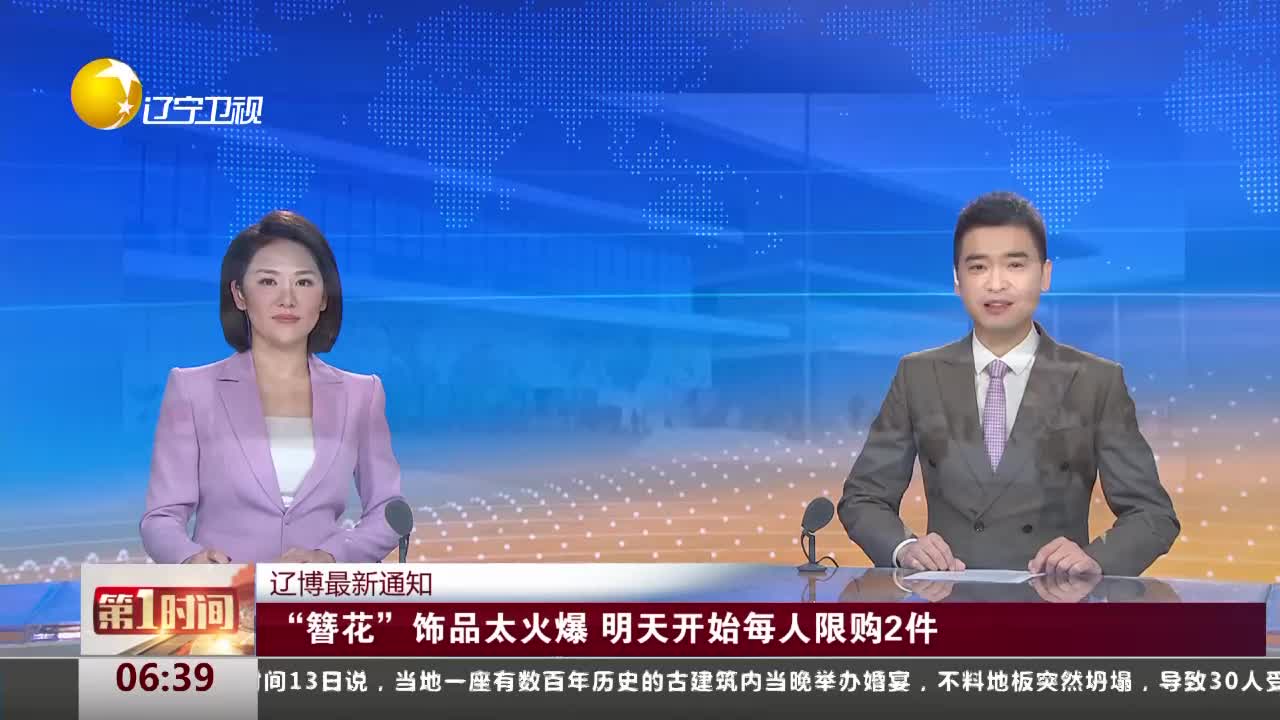 辽宁卫视
辽博最新通知
第1时间
“簪花”饰品太火爆 明天开始每人限购2件
06:39
间13日说，当地一座有数百年历史的古建筑内当晚举办婚宴，不料地板突然坍塌，导致30人受